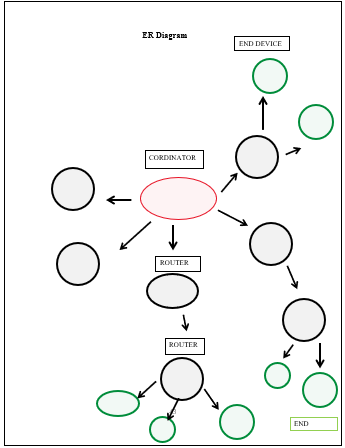 ER Diagram
END DEVICE
CORDINATOR
ROUTER
ROUTER
END